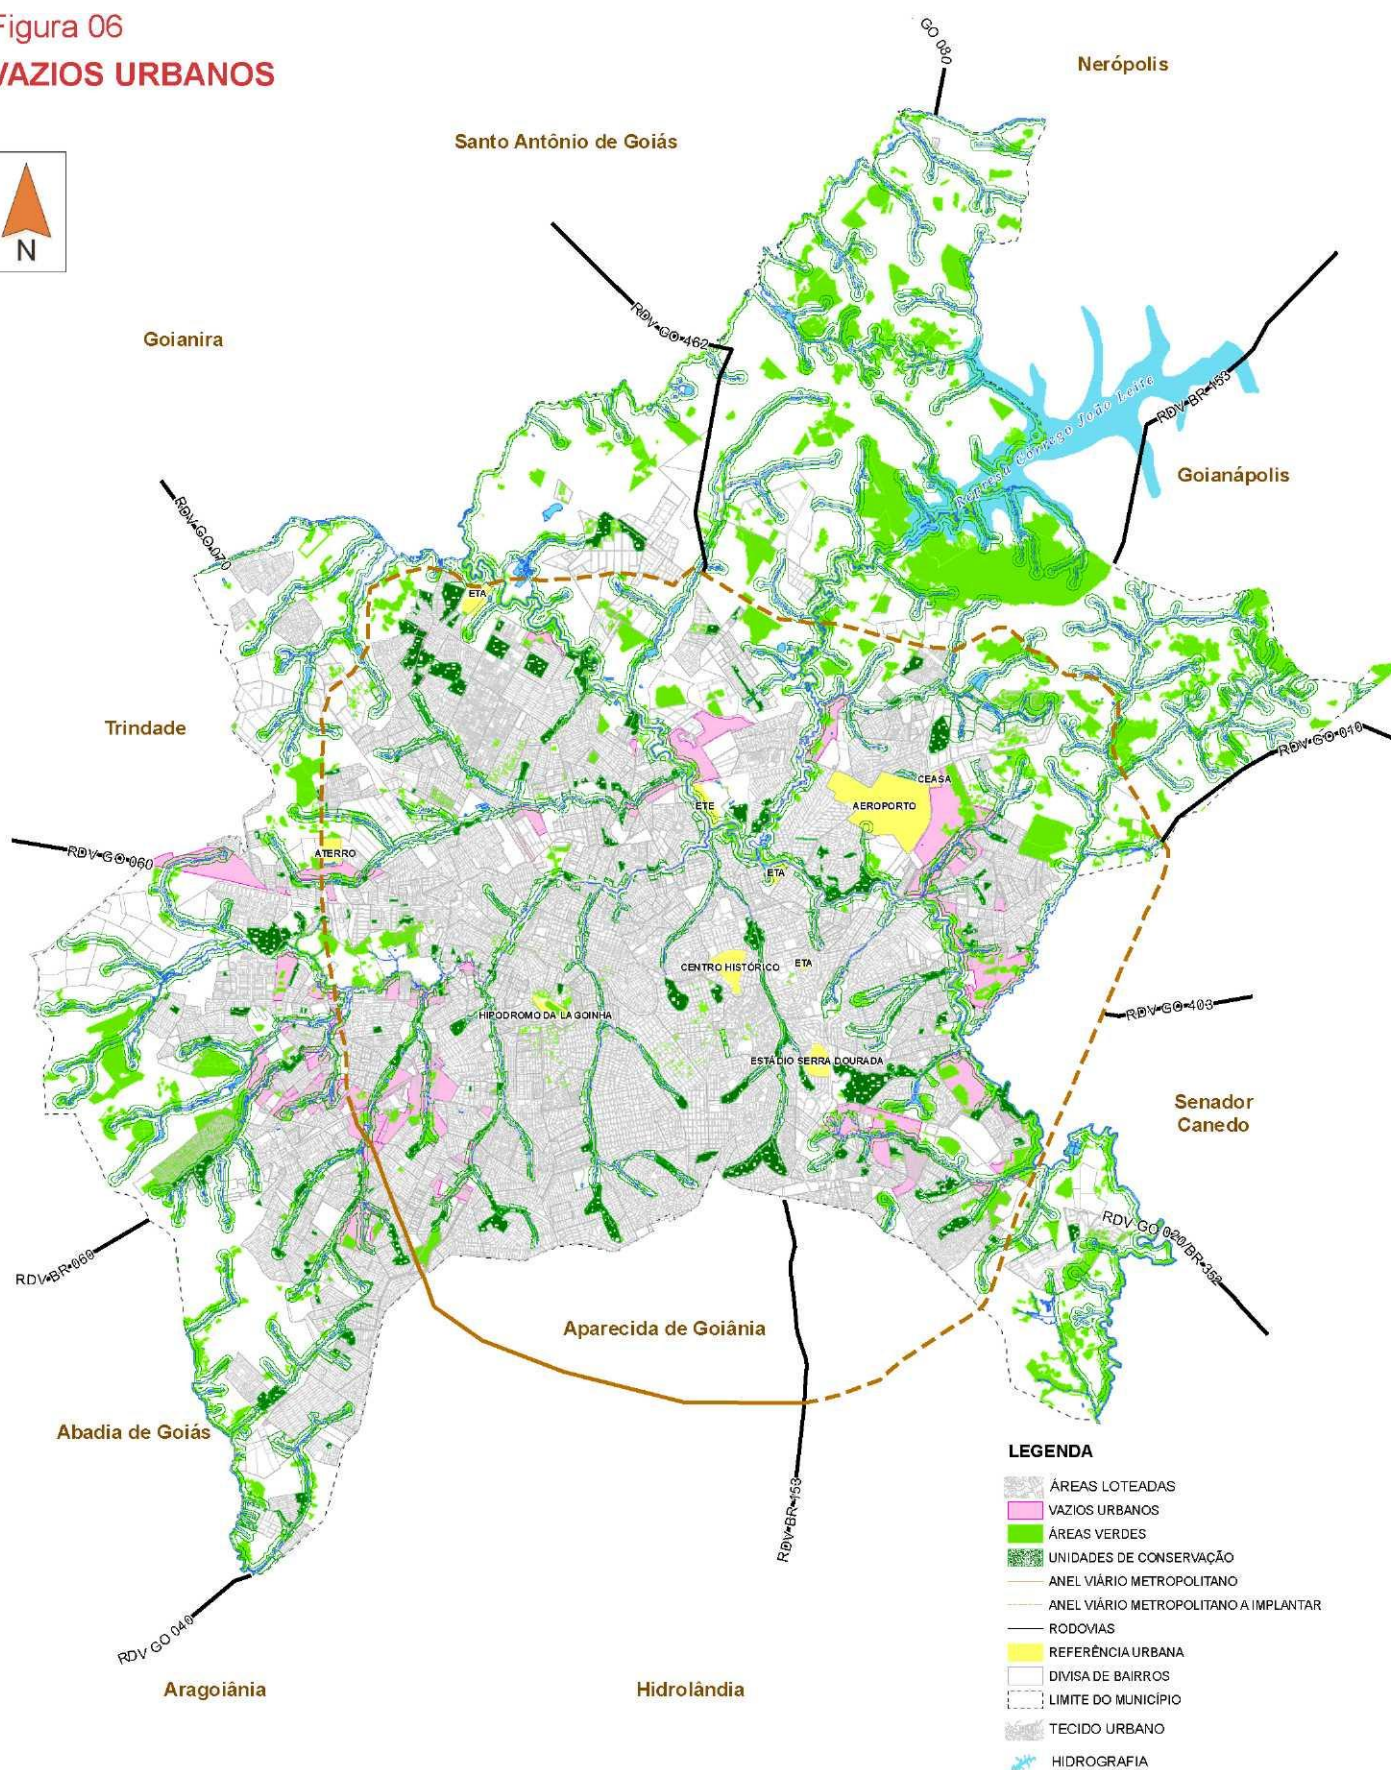 Figura 06
VAZIOS URBANOS
N
GO 080
Nerópolis
Santo Antônio de Goiás
RDV-GO-462
Goianira
Represa Córrego João Leite
RDV-BR-153
Goianápolis
RDV-GO-070
ETA
Trindade
RDV-GO-010
CEASA
AEROPORTO
ETE
RDV-GO-060
ATERRO
ETA
CENTRO HISTÓRICO
ETA
HIPÓDROMO DA LAGOINHA
RDV-GO-403
ESTÁDIO SERRA DOURADA
Senador
Canedo
RDV GO 020/BR-352
RDV-BR-060
Aparecida de Goiânia
Abadia de Goiás
RDV-BR-153
RDV GO 040
Aragoiânia
Hidrolândia
LEGENDA
ÁREAS LOTEADAS
VAZIOS URBANOS
ÁREAS VERDES
UNIDADES DE CONSERVAÇÃO
ANEL VIÁRIO METROPOLITANO
ANEL VIÁRIO METROPOLITANO A IMPLANTAR
RODOVIAS
REFERÊNCIA URBANA
DIVISA DE BAIRROS
LIMITE DO MUNICÍPIO
TECIDO URBANO
HIDROGRAFIA